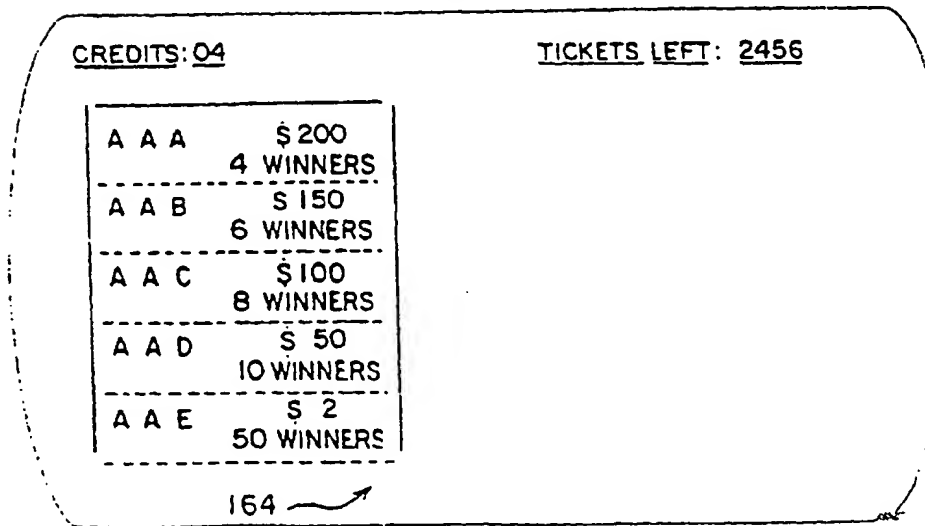 CREDITS: 04 TICKETS LEFT: 2456
A A A $ 200
4 WINNERS
A A B $ 150
6 WINNERS
A A C $ 100
8 WINNERS
A A D $ 50
10 WINNERS
A A E $ 2
50 WINNERS
164